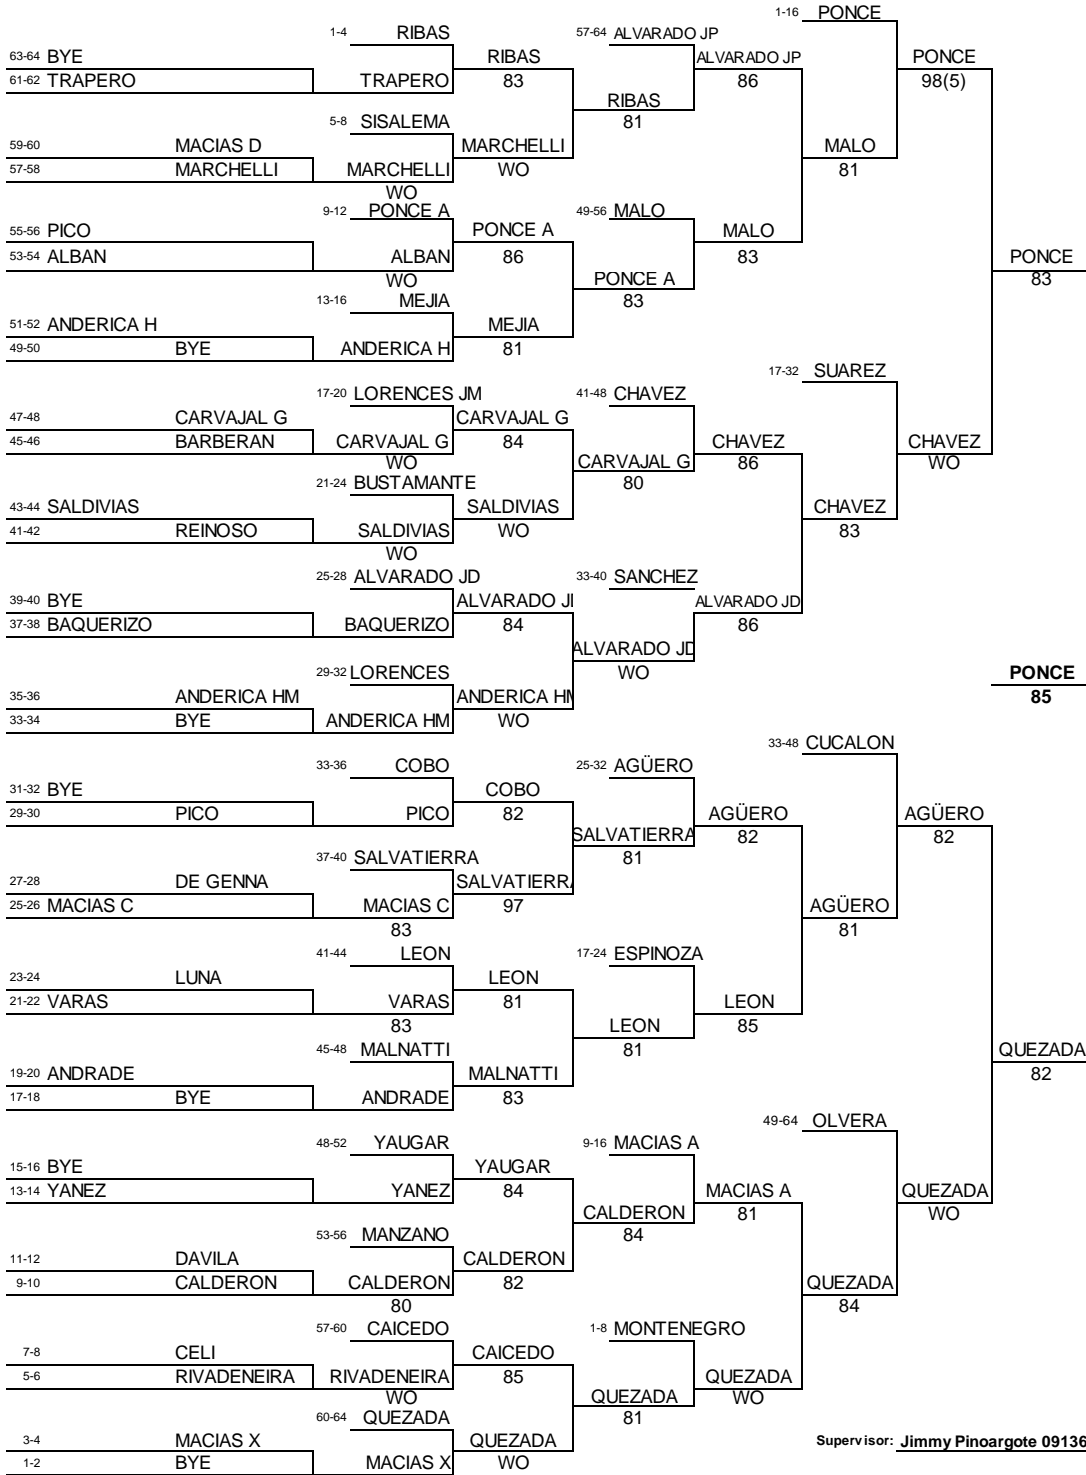 1-16 PONCE
1-4 RIBAS 57-64 ALVARADO JP
63-64 BYE RIBAS ALVARADO JP PONCE
61-62 TRAPERO TRAPERO 83 86 98(5)
RIBAS
5-8 SISALEMA 81
59-60 MACIAS D MARCHELLI MALO
57-58 MARCHELLI MARCHELLI WO 81
WO
9-12 PONCE A 49-56 MALO
55-56 PICO PONCE A MALO
53-54 ALBAN ALBAN 86 83 PONCE
WO PONCE A 83
13-16 MEJIA 83
51-52 ANDERICA H MEJIA
49-50 BYE ANDERICA H 81
17-32 SUAREZ
17-20 LORENCES JM 41-48 CHAVEZ
47-48 CARVAJAL G CARVAJAL G
45-46 BARBERAN CARVAJAL G 84 CHAVEZ CHAVEZ
WO CARVAJAL G 86 WO
21-24 BUSTAMANTE 80
43-44 SALDIVIAS SALDIVIAS CHAVEZ
41-42 REINOSO SALDIVIAS WO 83
WO
25-28 ALVARADO JD 33-40 SANCHEZ
39-40 BYE ALVARADO JD ALVARADO JD
37-38 BAQUERIZO BAQUERIZO 84 86
ALVARADO JD
29-32 LORENCES WO PONCE
35-36 ANDERICA HM ANDERICA HM 85
33-34 BYE ANDERICA HM WO
33-48 CUCALON
33-36 COBO 25-32 AGÜERO
31-32 BYE COBO
29-30 PICO PICO 82 AGÜERO AGÜERO
SALVATIERRA 82 82
37-40 SALVATIERRA 81
27-28 DE GENNA SALVATIERRA
25-26 MACIAS C MACIAS C 97 AGÜERO
83 81
41-44 LEON 17-24 ESPINOZA
23-24 LUNA LEON
21-22 VARAS VARAS 81 LEON
83 LEON 85
45-48 MALNATTI 81 QUEZADA
19-20 ANDRADE MALNATTI 82
17-18 BYE ANDRADE 83
49-64 OLVERA
48-52 YAUGAR 9-16 MACIAS A
15-16 BYE YAUGAR
13-14 YANEZ YANEZ 84 MACIAS A QUEZADA
CALDERON 81 WO
53-56 MANZANO 84
11-12 DAVILA CALDERON
9-10 CALDERON CALDERON 82 QUEZADA
80 84
57-60 CAICEDO 1-8 MONTENEGRO
7-8 CELI CAICEDO
5-6 RIVADENEIRA RIVADENEIRA 85 QUEZADA
WO QUEZADA WO
60-64 QUEZADA 81
3-4 MACIAS X QUEZADA Supervisor: Jimmy Pinoargote 09136
1-2 BYE MACIAS X WO